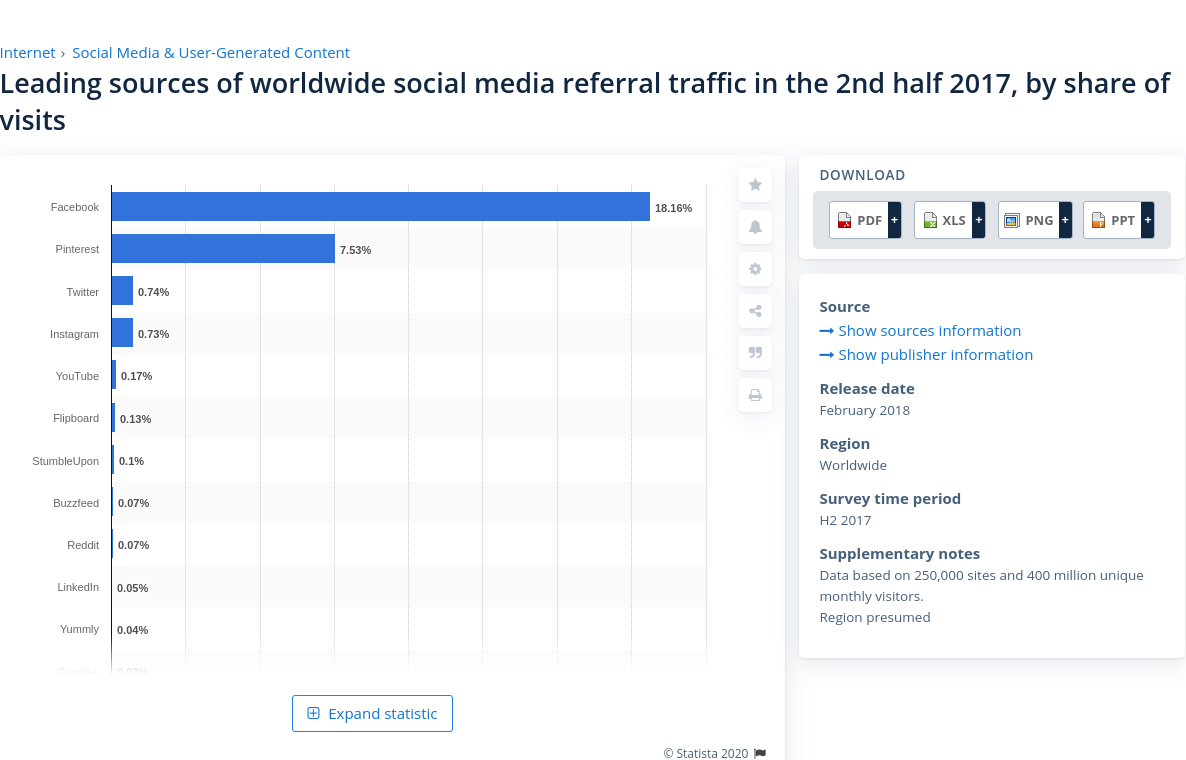 Internet › Social Media & User-Generated Content
Leading sources of worldwide social media referral traffic in the 2nd half 2017, by share of
visits
Facebook 18.16%
Pinterest 7.53%
Twitter 0.74%
Instagram 0.73%
YouTube 0.17%
Flipboard 0.13%
StumbleUpon 0.1%
Buzzfeed 0.07%
Reddit 0.07%
LinkedIn 0.05%
Yummly 0.04%
Expand statistic
© Statista 2020
DOWNLOAD
PDF + XLS + PNG + PPT +
Source
Show sources information
Show publisher information
Release date
February 2018
Region
Worldwide
Survey time period
H2 2017
Supplementary notes
Data based on 250,000 sites and 400 million unique
monthly visitors.
Region presumed